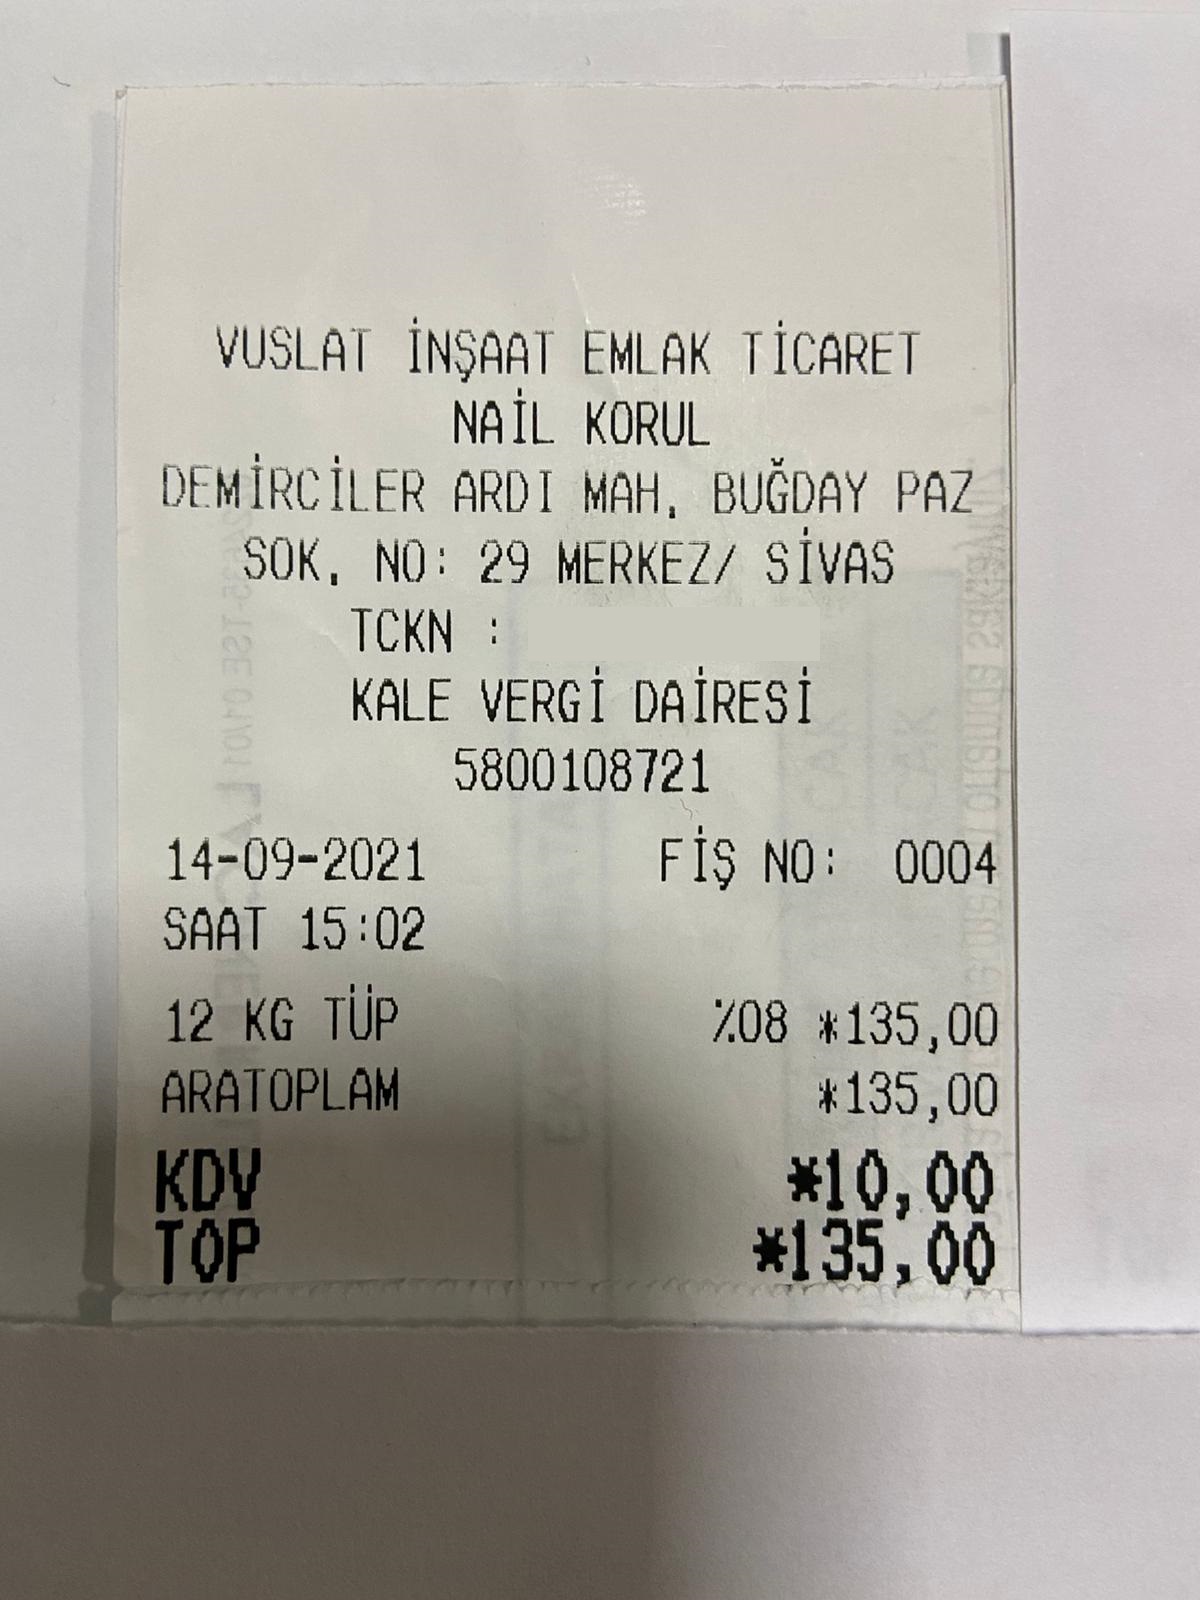 VUSLAT İNŞAAT EMLAK TİCARET
NAİL KORUL
DEMİRCİLER ARDI MAH. BUĞDAY PAZ
SOK. NO: 29 MERKEZ/ SİVAS
TCKN :
KALE VERGİ DAİRESİ
5800108721
14-09-2021 FİŞ NO: 0004
SAAT 15:02
12 KG TÜP %08 *135,00
ARATOPLAM *135,00
KDV *10,00
TOP *135,00